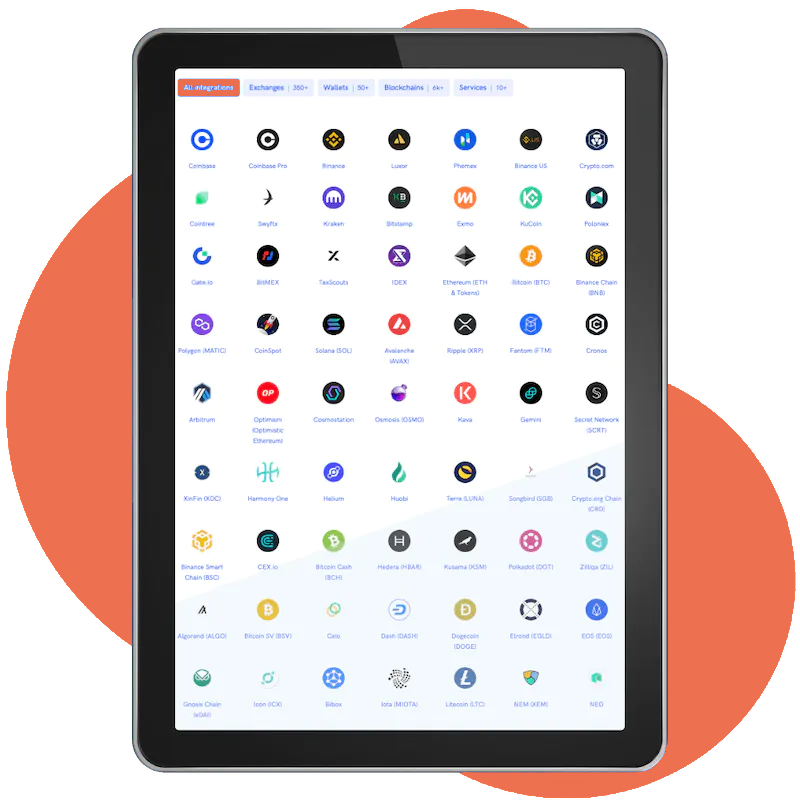 All integrations Exchanges | 350+ Wallets | 50+ Blockchains | 6k+ Services | 10+
Coinbase Coinbase Pro Binance Luxor Phemex Binance US Crypto.com
Cointree Swyftx Kraken Bitstamp Exmo KuCoin Poloniex
Gate.io BitMEX TaxScouts IDEX Ethereum (ETH Bitcoin (BTC) Binance Chain
& Tokens) (BNB)
Polygon (MATIC) CoinSpot Solana (SOL) Avalanche Ripple (XRP) Fantom (FTM) Cronos
(AVAX)
OP
Arbitrum Optimism Cosmostation Osmosis (OSMO) Kava Gemini Secret Network
(Optimistic (SCRT)
Ethereum)
XinFin (XDC) Harmony One Helium Huobi Terra (LUNA) Songbird (SGB) Crypto.org Chain
(CRO)
Binance Smart CEX.io Bitcoin Cash Hedera (HBAR) Kusama (KSM) Polkadot (DOT) Zilliqa (ZIL)
Chain (BSC) (BCH)
Algorand (ALGO) Bitcoin SV (BSV) Celo Dash (DASH) Dogecoin Elrond (EGLD) EOS (EOS)
(DOGE)
Gnosis Chain Icon (ICX) Bibox Iota (MIOTA) Litecoin (LTC) NEM (XEM) NEO
(xDAI)